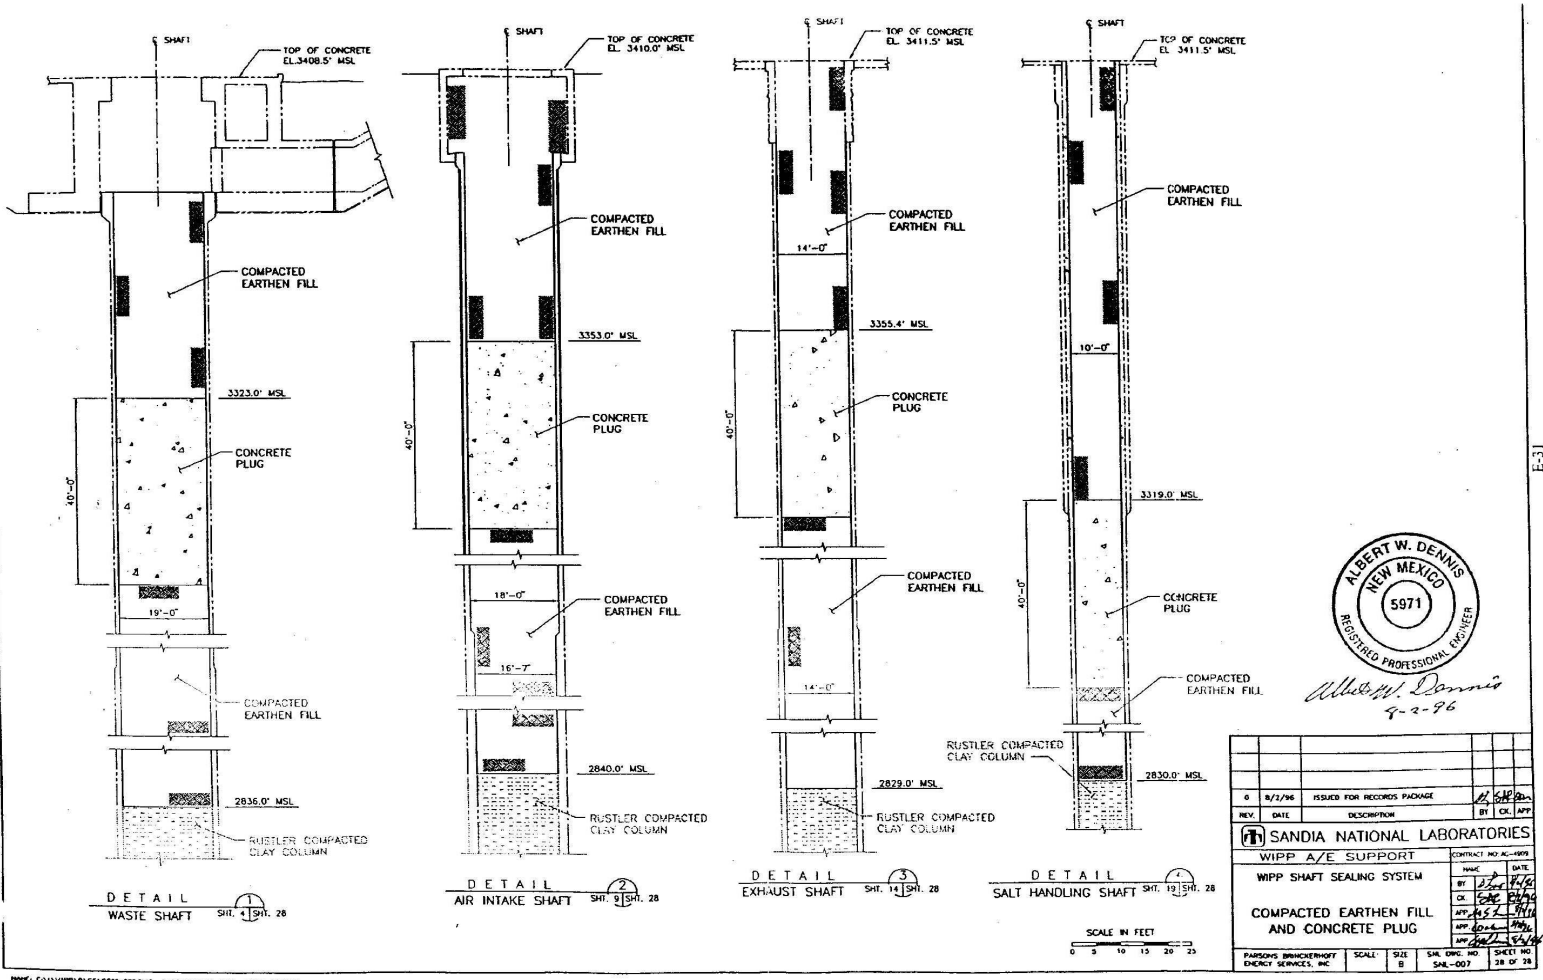 ℄ SHAFT
TOP OF CONCRETE
EL.3408.5' MSL
COMPACTED
EARTHEN FILL
3323.0' MSL
40'-0"
CONCRETE
PLUG
19'-0"
COMPACTED
EARTHEN FILL
2836.0' MSL
RUSTLER COMPACTED
CLAY COLUMN
DETAIL
WASTE SHAFT
1
SHT. 4 SHT. 28
℄ SHAFT
TOP OF CONCRETE
EL. 3410.0' MSL
COMPACTED
EARTHEN FILL
3353.0' MSL
40'-0"
CONCRETE
PLUG
18'-0"
COMPACTED
EARTHEN FILL
16'-7"
2840.0' MSL
RUSTLER COMPACTED
CLAY COLUMN
DETAIL
AIR INTAKE SHAFT
2
SHT. 9 SHT. 28
℄ SHAFT
TOP OF CONCRETE
EL. 3411.5' MSL
COMPACTED
EARTHEN FILL
14'-0"
3355.4' MSL
40'-0"
CONCRETE
PLUG
COMPACTED
EARTHEN FILL
14'-0"
2829.0' MSL
RUSTLER COMPACTED
CLAY COLUMN
DETAIL
EXHAUST SHAFT
3
SHT. 14 SHT. 28
℄ SHAFT
TOP OF CONCRETE
EL 3411.5' MSL
COMPACTED
EARTHEN FILL
10'-0"
3319.0' MSL
40'-0"
CONCRETE
PLUG
COMPACTED
EARTHEN FILL
RUSTLER COMPACTED
CLAY COLUMN
2830.0' MSL
DETAIL
SALT HANDLING SHAFT
4
SHT. 19 SHT. 28
SCALE IN FEET
0 5 10 15 20 25
E-31
ALBERT W. DENNIS
NEW MEXICO
5971
REGISTERED PROFESSIONAL ENGINEER
Albert W. Dennis
8-2-96
0 8/2/96 ISSUED FOR RECORDS PACKAGE
REV. DATE DESCRIPTION BY CK. APP
SANDIA NATIONAL LABORATORIES
WIPP A/E SUPPORT
CONTRACT NO. AG-4909
WIPP SHAFT SEALING SYSTEM
NAME DATE
BY
CK.
APP
APP
APP
COMPACTED EARTHEN FILL
AND CONCRETE PLUG
PARSONS BRINCKERHOFF
ENERGY SERVICES, INC
SCALE:
SIZE
B
SNL DWG. NO.
SNL-007
SHEET NO.
28 OF 28